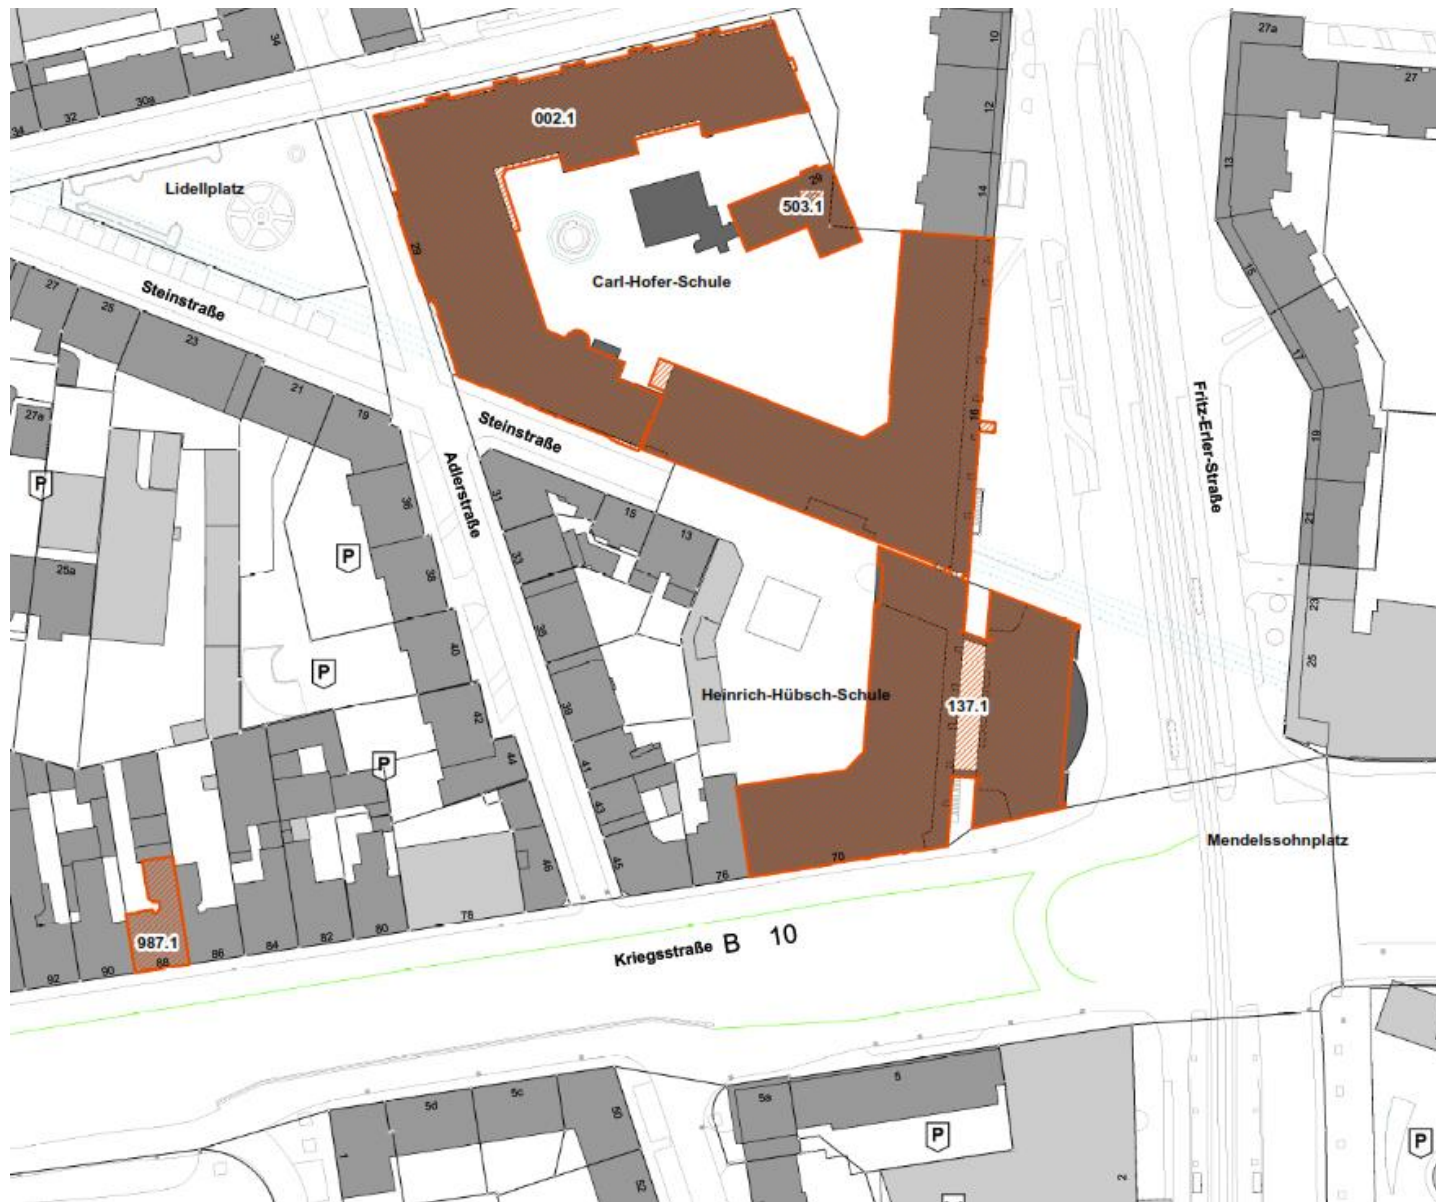 34
10
27a
30a
32
34
27
12
002.1
13
14
29
Lidellplatz
503.1
29
15
Carl-Hofer-Schule
27
25
Steinstraße
23
17
21
19
16
Fritz-Erler-Straße
27a
Steinstraße
19
P
Adlerstraße
31
36
15
13
21
33
P
25a
38
23
35
40
25
P
Heinrich-Hübsch-Schule
39
137.1
42
44
P
41
43
Mendelssohnplatz
70
46
45
76
78
987.1
80
82
84
86
88
90
92
Kriegsstraße B 10
5
5a
5c
5d
50
P
P
1
52
2
P